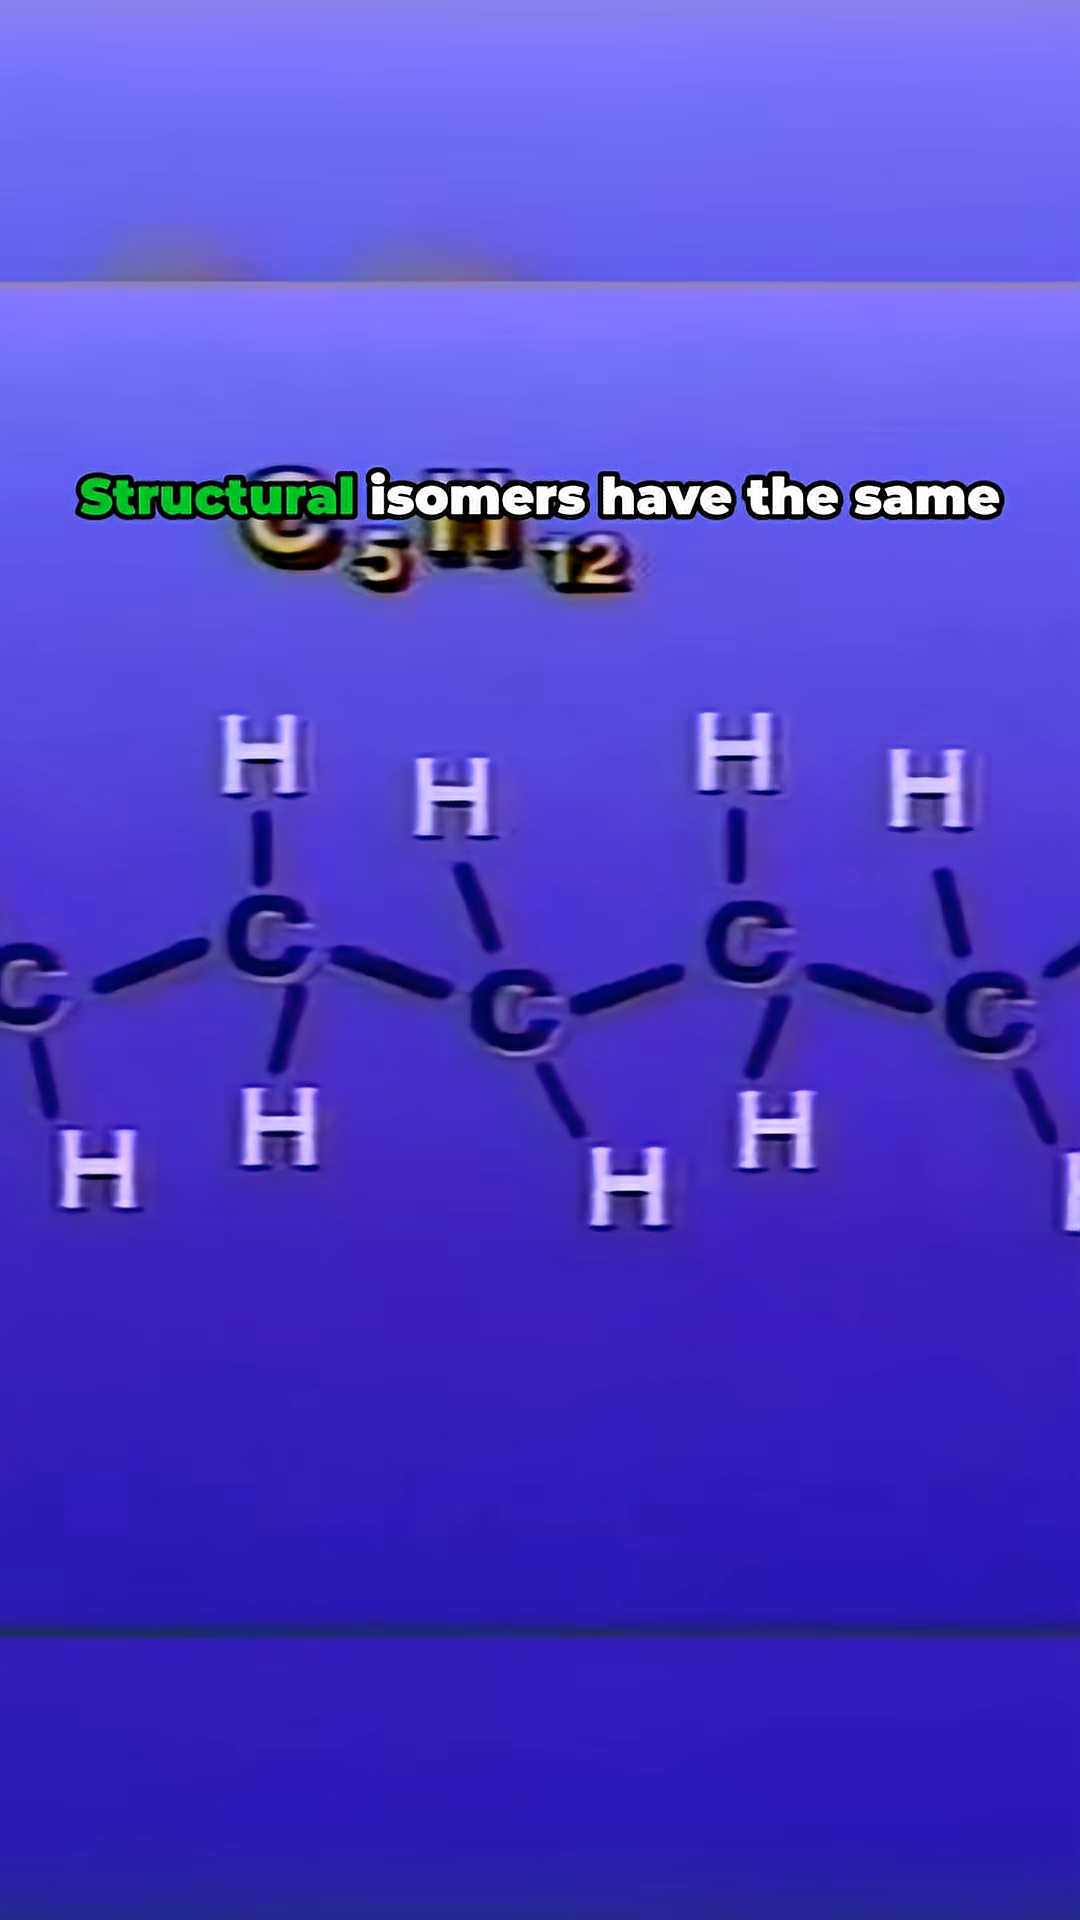 Structural isomers have the same
C5H12
H H H H
C C C C C
H H H H